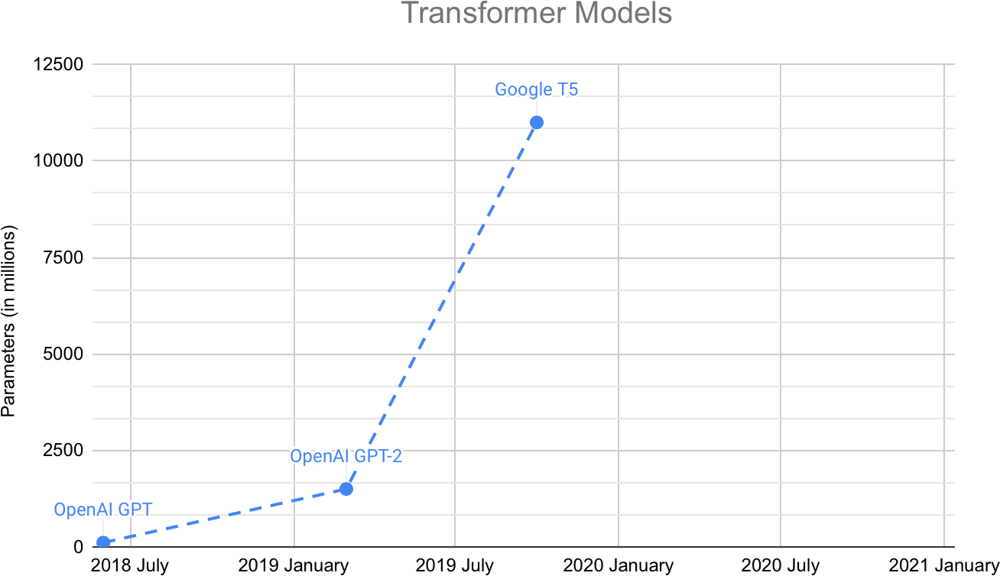 Transformer Models
12500
10000
7500
5000
2500
0
Parameters (in millions)
Google T5
OpenAI GPT-2
OpenAI GPT
2018 July
2019 January
2019 July
2020 January
2020 July
2021 January